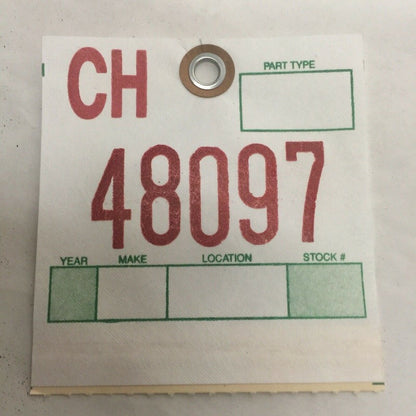 CH
PART TYPE
48097
YEAR MAKE LOCATION STOCK #